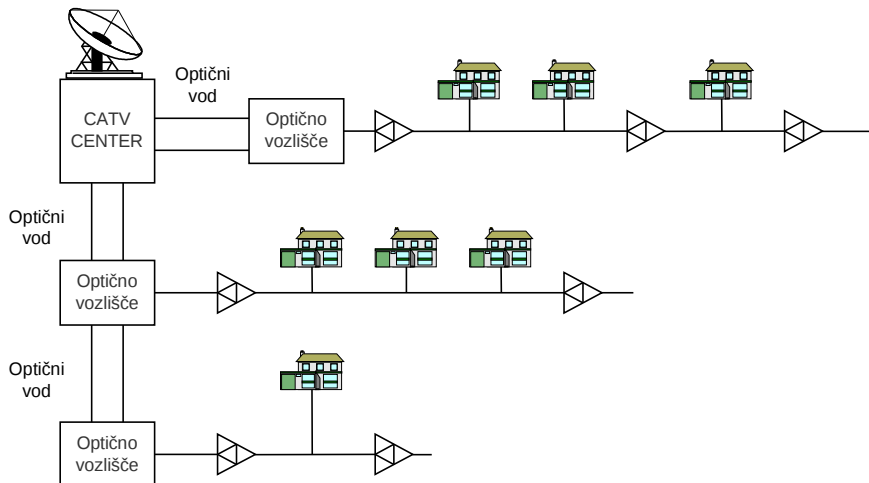 Optični
vod
CATV
CENTER
Optično
vozlišče
Optični
vod
Optično
vozlišče
Optični
vod
Optično
vozlišče